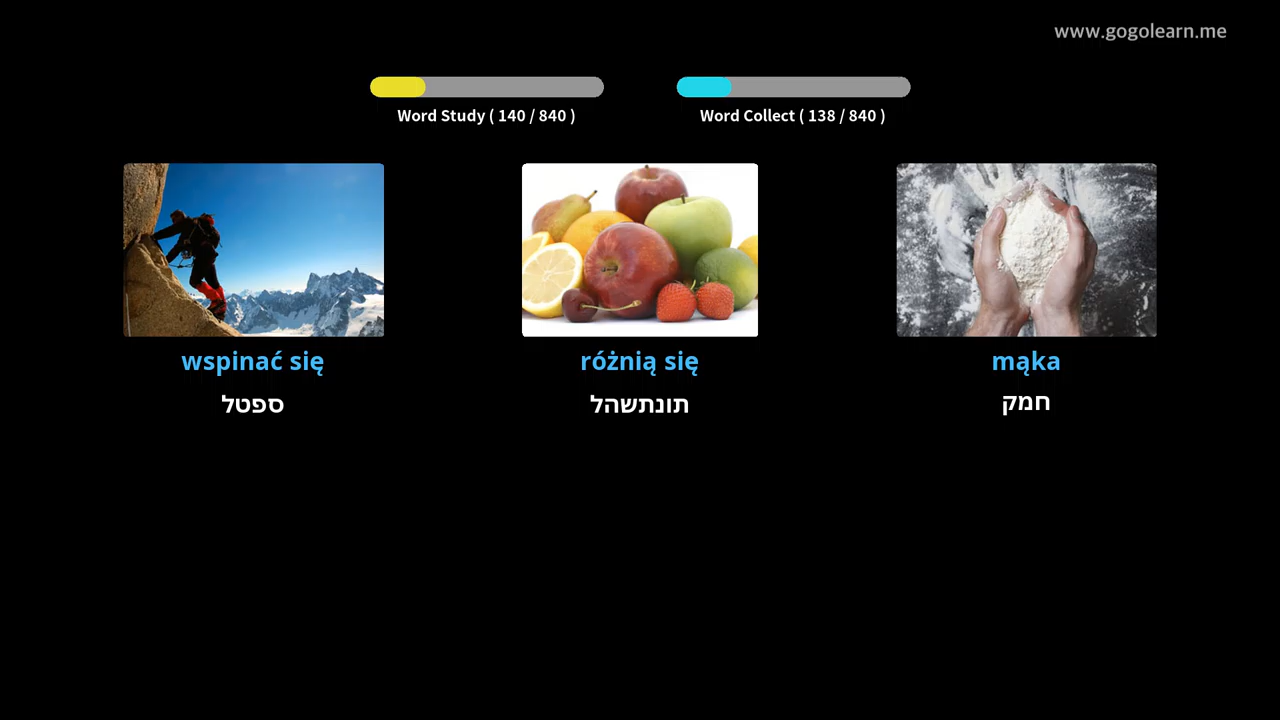 www.gogolearn.me
Word Study ( 140 / 840 )
Word Collect ( 138 / 840 )
wspinać się
różnią się
mąka
ספטל
תונתשהל
חמק